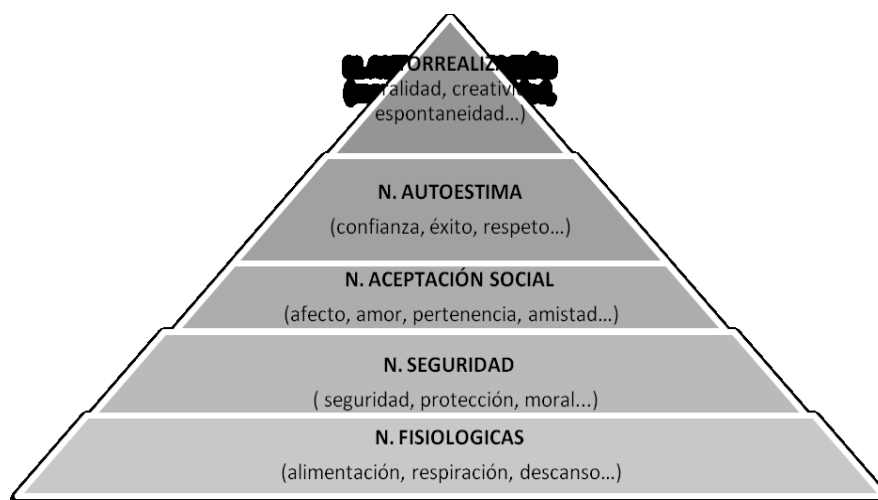 espontaneidad...)
N. AUTOESTIMA
(confianza, éxito, respeto...)
N. ACEPTACIÓN SOCIAL
(afecto, amor, pertenencia, amistad...)
N. SEGURIDAD
( seguridad, protección, moral...)
N. FISIOLOGICAS
(alimentación, respiración, descanso...)